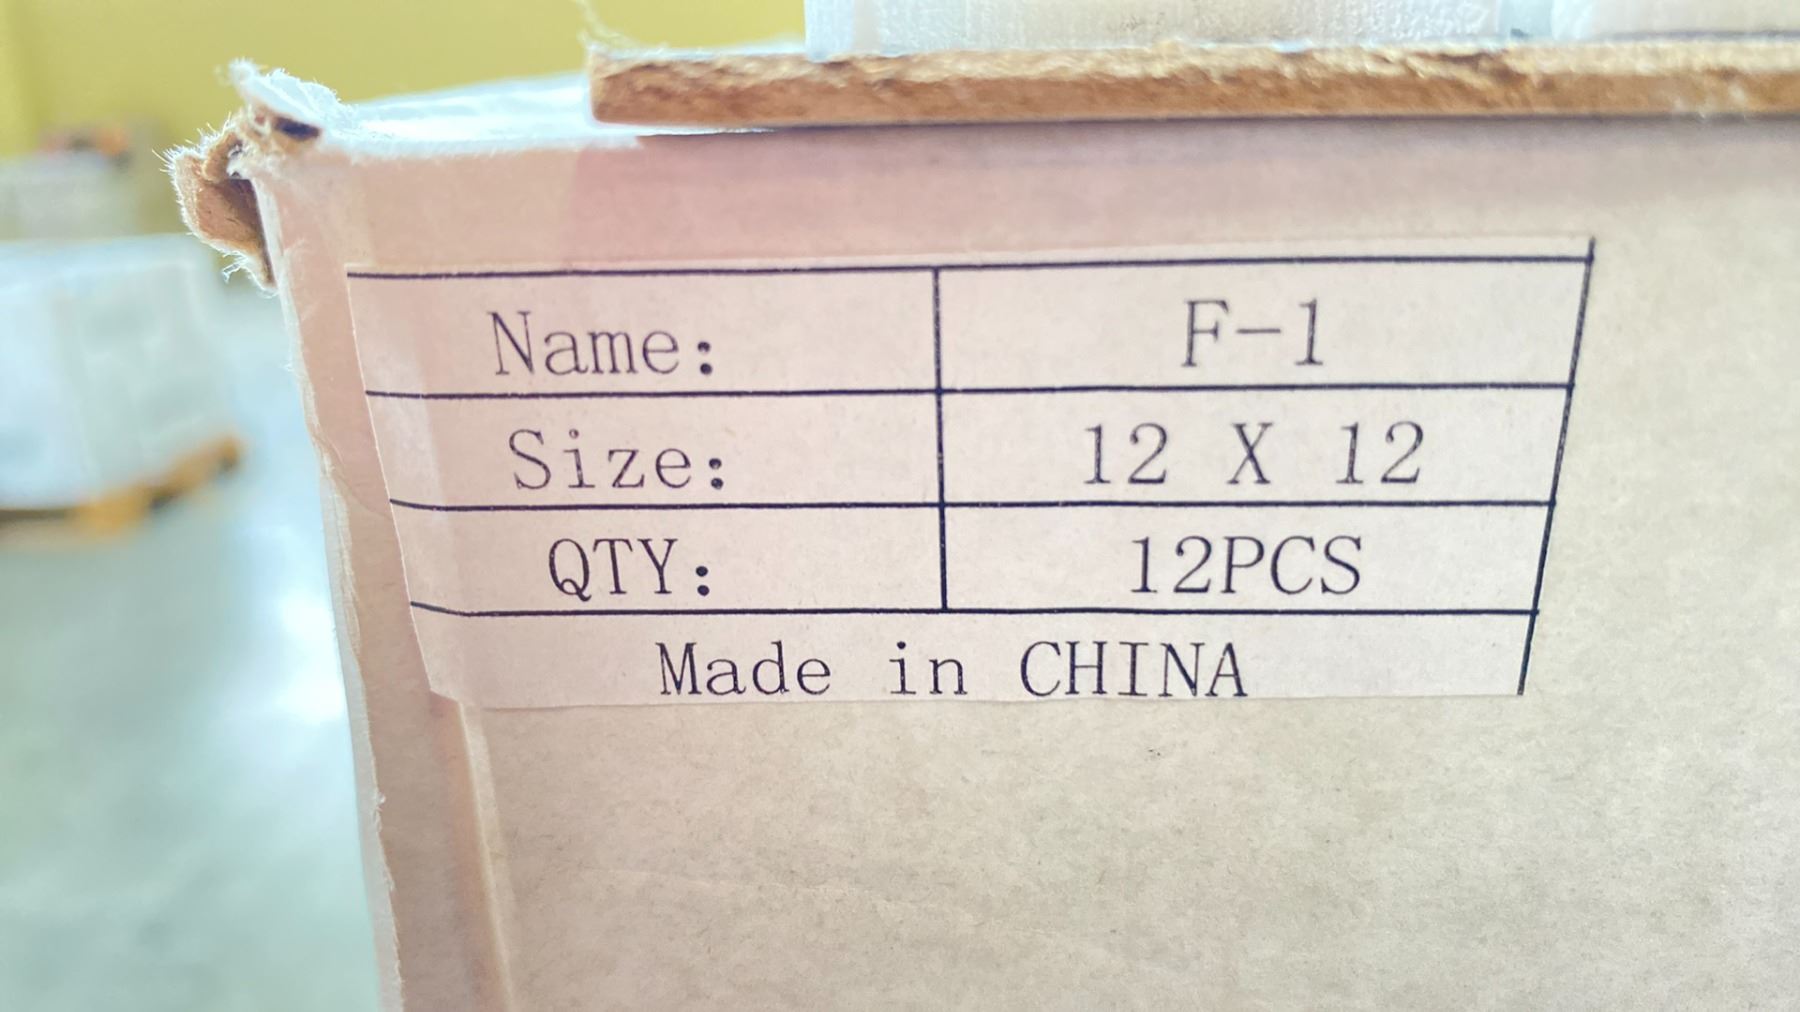 Name: F-1
Size: 12 X 12
QTY: 12PCS
Made in CHINA